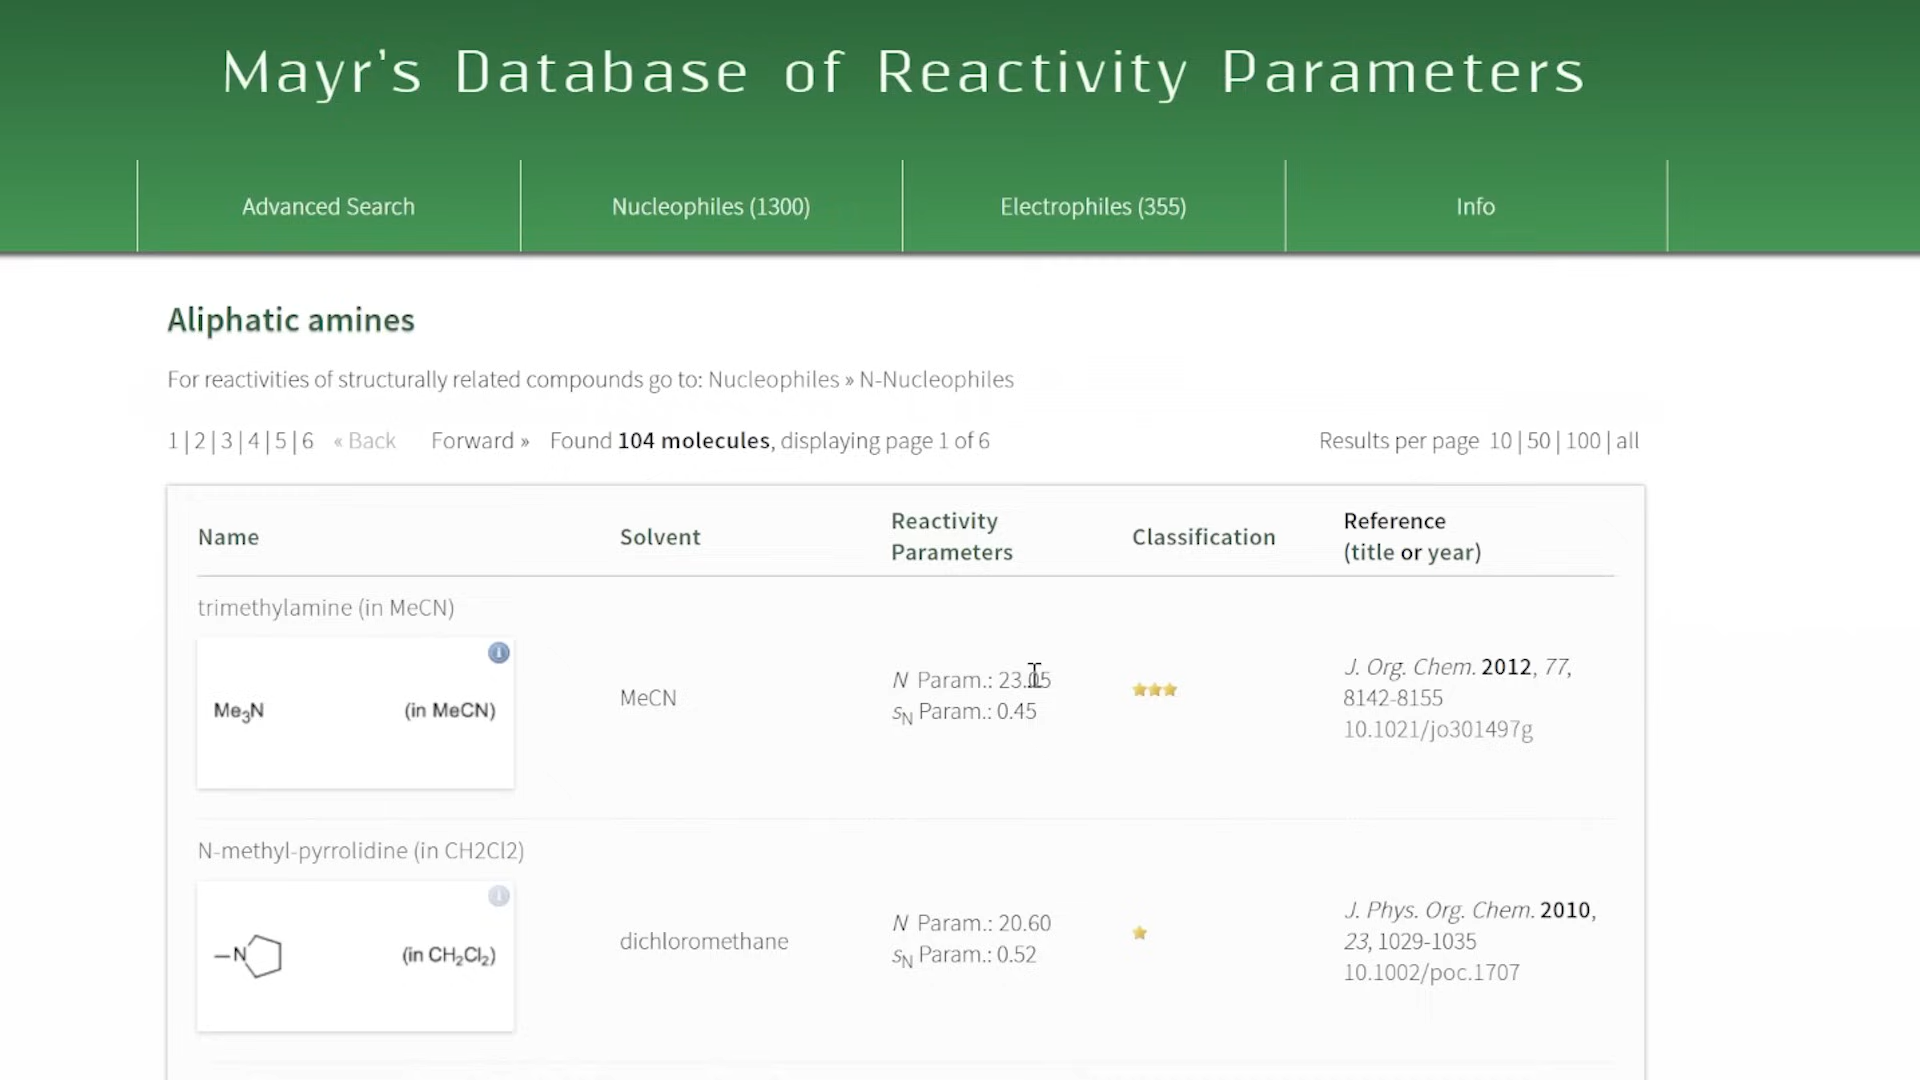 Mayr's Database of Reactivity Parameters
Advanced Search
Nucleophiles (1300)
Electrophiles (355)
Info
Aliphatic amines
For reactivities of structurally related compounds go to: Nucleophiles » N-Nucleophiles
1 | 2 | 3 | 4 | 5 | 6 « Back Forward » Found 104 molecules, displaying page 1 of 6
Results per page 10 | 50 | 100 | all
Name
Solvent
Reactivity
Parameters
Classification
Reference
(title or year)
trimethylamine (in MeCN)
Me3N (in MeCN)
MeCN
N Param.: 23.05
sN Param.: 0.45
J. Org. Chem. 2012, 77,
8142-8155
10.1021/jo301497g
N-methyl-pyrrolidine (in CH2Cl2)
N (in CH2Cl2)
dichloromethane
N Param.: 20.60
sN Param.: 0.52
J. Phys. Org. Chem. 2010,
23, 1029-1035
10.1002/poc.1707